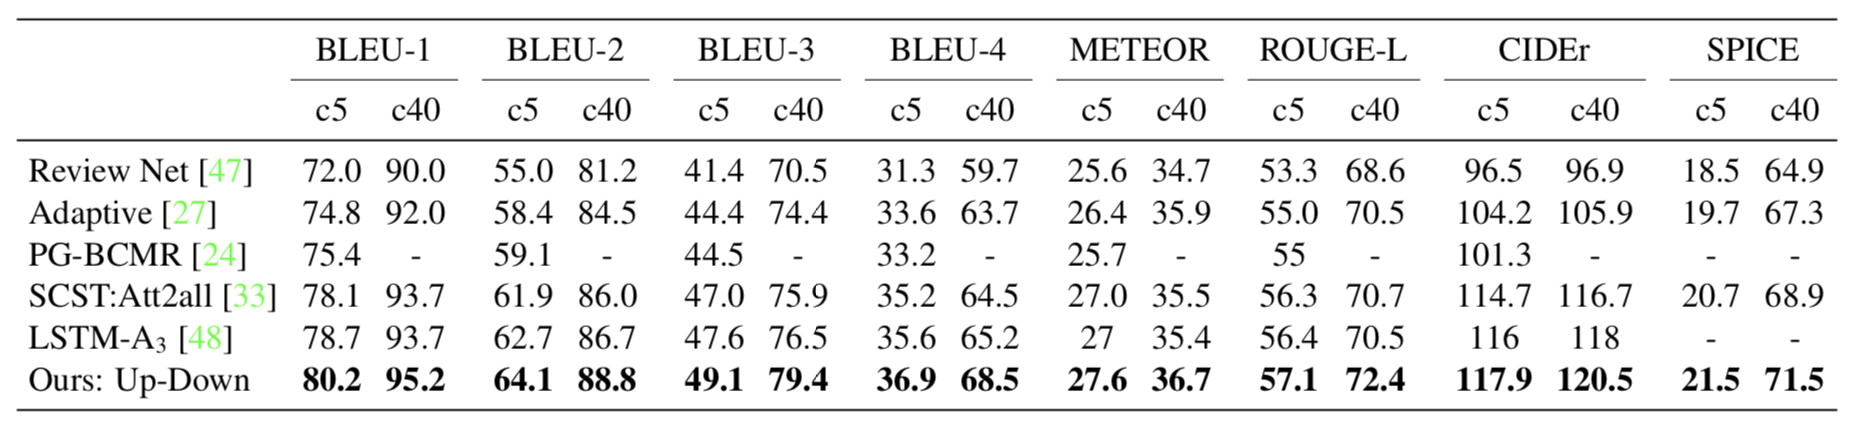 BLEU-1 BLEU-2 BLEU-3 BLEU-4 METEOR ROUGE-L CIDEr SPICE
c5 c40 c5 c40 c5 c40 c5 c40 c5 c40 c5 c40 c5 c40 c5 c40
Review Net [47] 72.0 90.0 55.0 81.2 41.4 70.5 31.3 59.7 25.6 34.7 53.3 68.6 96.5 96.9 18.5 64.9
Adaptive [27] 74.8 92.0 58.4 84.5 44.4 74.4 33.6 63.7 26.4 35.9 55.0 70.5 104.2 105.9 19.7 67.3
PG-BCMR [24] 75.4 - 59.1 - 44.5 - 33.2 - 25.7 - 55 - 101.3 - - -
SCST:Att2all [33] 78.1 93.7 61.9 86.0 47.0 75.9 35.2 64.5 27.0 35.5 56.3 70.7 114.7 116.7 20.7 68.9
LSTM-A₃ [48] 78.7 93.7 62.7 86.7 47.6 76.5 35.6 65.2 27 35.4 56.4 70.5 116 118 - -
Ours: Up-Down 80.2 95.2 64.1 88.8 49.1 79.4 36.9 68.5 27.6 36.7 57.1 72.4 117.9 120.5 21.5 71.5